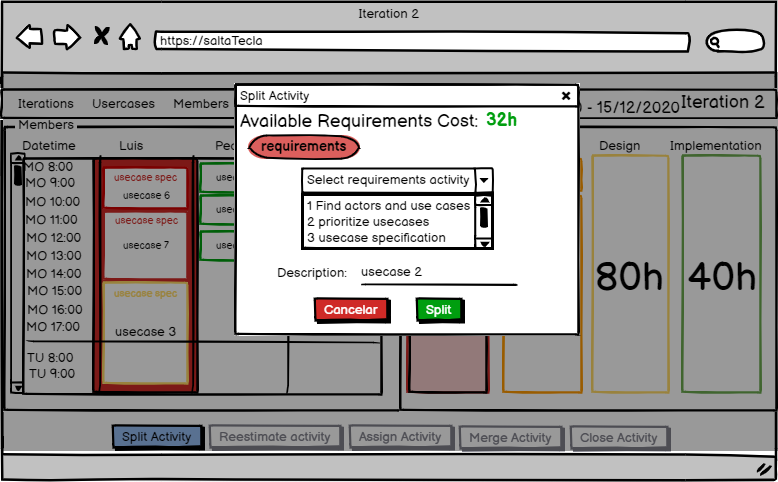 Iteration 2
https://saltaTecla
Iterations Usercases Members
- 15/12/2020 Iteration 2
Split Activity
Available Requirements Cost: 32h
requirements
Select requirements activity
1 Find actors and use cases
2 prioritize usecases
3 usecase specification
Description: usecase 2
Cancelar Split
Members
Datetime Luis
MO 8:00
MO 9:00
MO 10:00
MO 11:00
MO 12:00
MO 13:00
MO 14:00
MO 15:00
MO 16:00
MO 17:00
TU 8:00
TU 9:00
usecase spec
usecase 6
usecase spec
usecase 7
usecase spec
usecase 3
Design Implementation
80h 40h
Split Activity Reestimate activity Assign Activity Merge Activity Close Activity